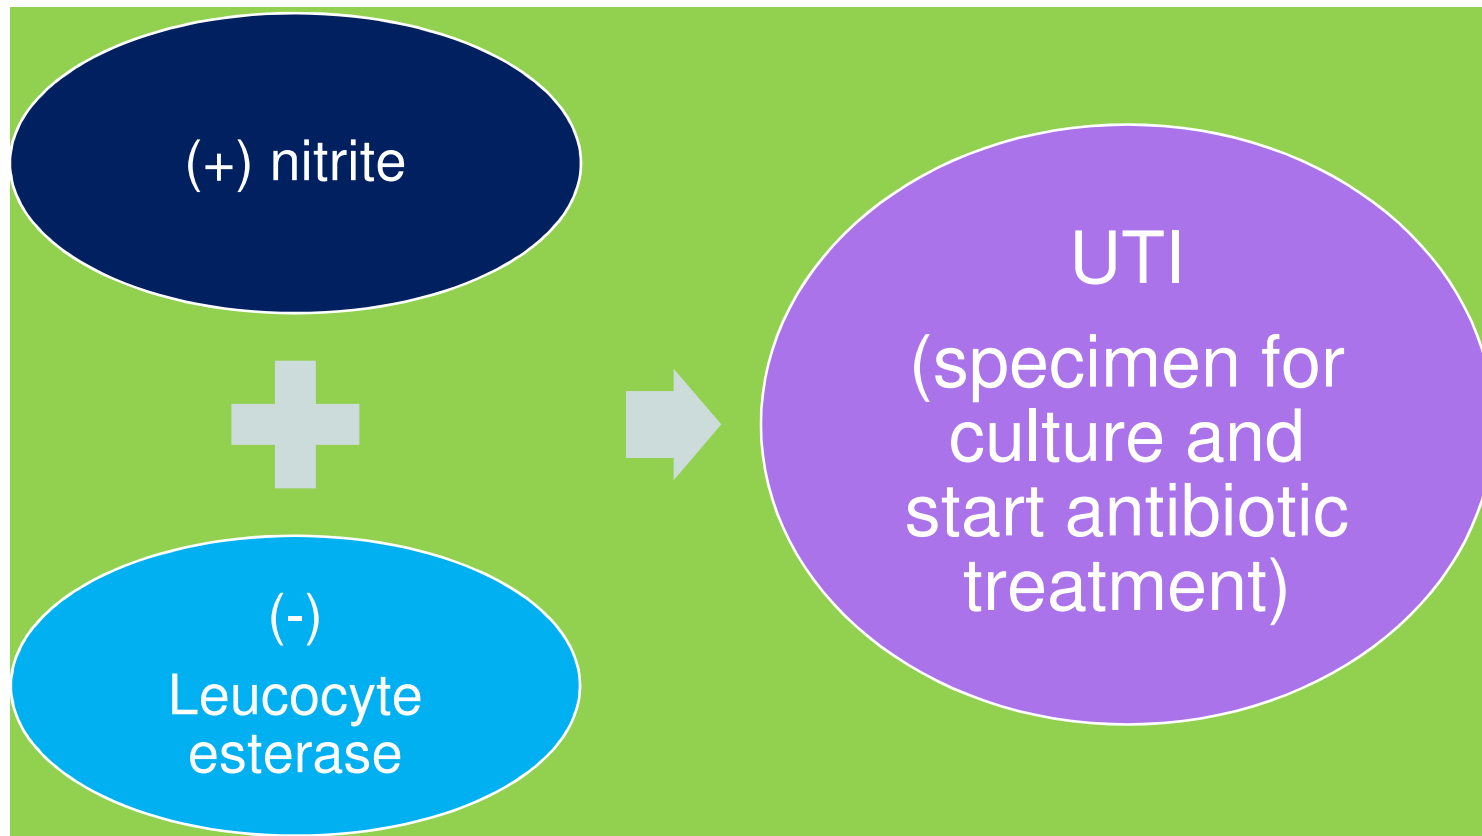 (+) nitrite
(-)
Leucocyte
esterase
UTI
(specimen for
culture and
start antibiotic
treatment)